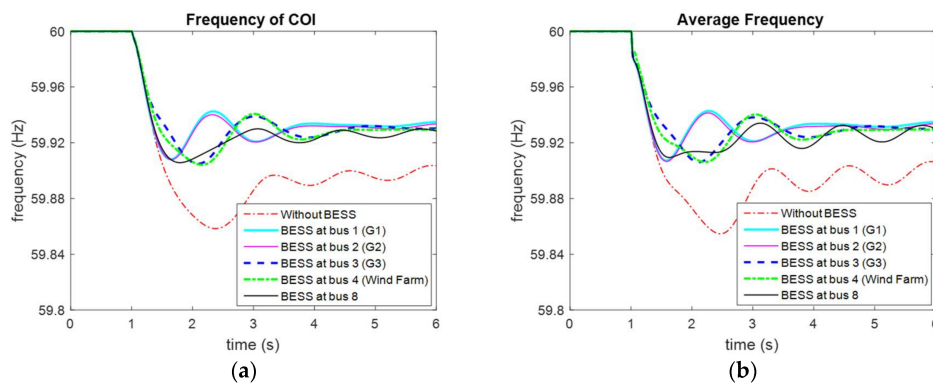 Frequency of COI
60
59.96
59.92
59.88
59.84
59.8
frequency (Hz)
Without BESS
BESS at bus 1 (G1)
BESS at bus 2 (G2)
BESS at bus 3 (G3)
BESS at bus 4 (Wind Farm)
BESS at bus 8
0 1 2 3 4 5 6
time (s)
(a)
Average Frequency
60
59.96
59.92
59.88
59.84
59.8
frequency (Hz)
Without BESS
BESS at bus 1 (G1)
BESS at bus 2 (G2)
BESS at bus 3 (G3)
BESS at bus 4 (Wind Farm)
BESS at bus 8
0 1 2 3 4 5 6
time (s)
(b)